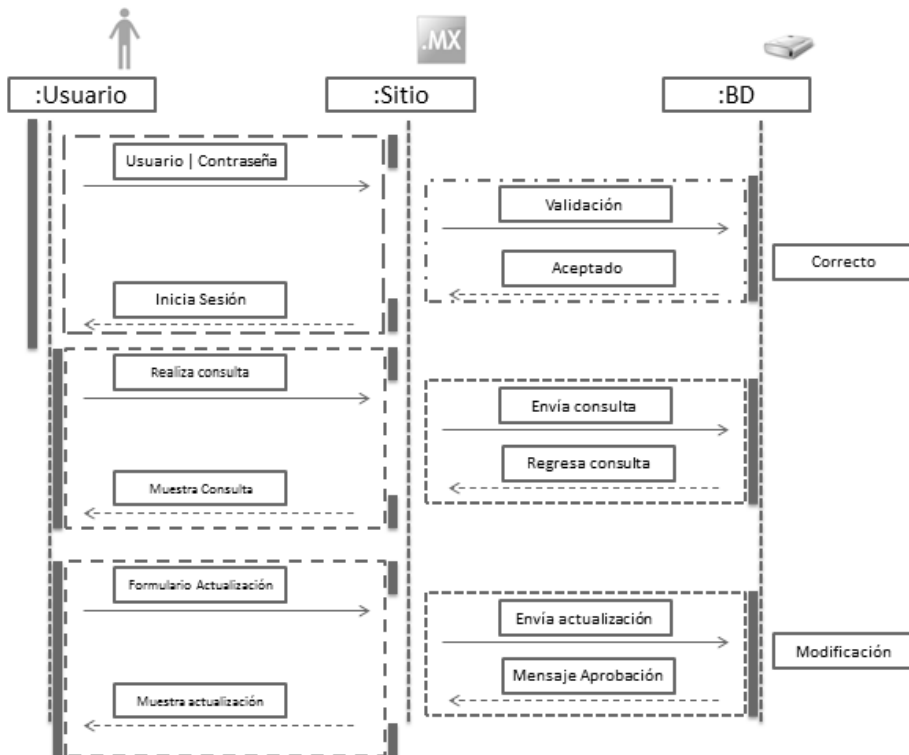 .MX
:Usuario
:Sitio
:BD
Usuario | Contraseña
Validación
Correcto
Aceptado
Inicia Sesión
Realiza consulta
Envía consulta
Regresa consulta
Muestra Consulta
Formulario Actualización
Envía actualización
Modificación
Mensaje Aprobación
Muestra actualización